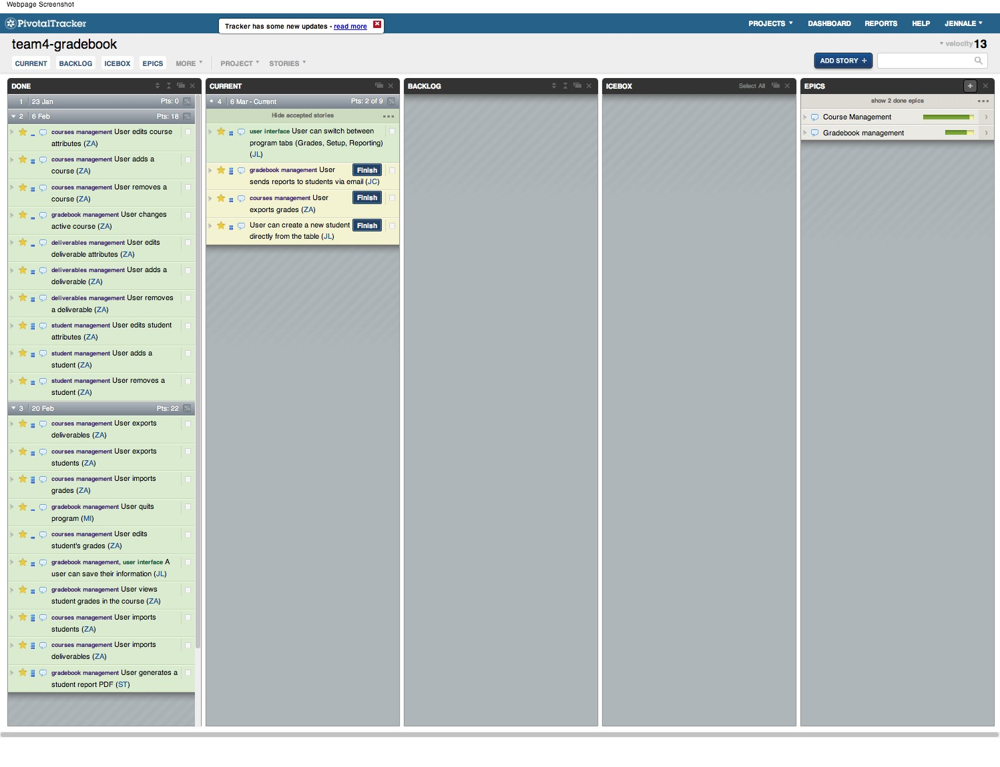 Webpage Screenshot
PivotalTracker
Tracker has some new updates - read more
PROJECTS
DASHBOARD
REPORTS
HELP
JENNALE
team4-gradebook
velocity 13
CURRENT
BACKLOG
ICEBOX
EPICS
MORE
PROJECT
STORIES
ADD STORY +
DONE
1 23 Jan Pts: 0 %
2 6 Feb Pts: 18 %
courses management User edits course
attributes (ZA)
courses management User adds a
course (ZA)
courses management User removes a
course (ZA)
gradebook management User changes
active course (ZA)
deliverables management User edits
deliverable attributes (ZA)
deliverables management User adds a
deliverable (ZA)
deliverables management User removes
a deliverable (ZA)
student management User edits student
attributes (ZA)
student management User adds a
student (ZA)
student management User removes a
student (ZA)
3 20 Feb Pts: 22 %
courses management User exports
deliverables (ZA)
courses management User exports
students (ZA)
courses management User imports
grades (ZA)
gradebook management User quits
program (MI)
courses management User edits
student's grades (ZA)
gradebook management, user interface A
user can save their information (JL)
gradebook management User views
student grades in the course (ZA)
courses management User imports
students (ZA)
courses management User imports
deliverables (ZA)
gradebook management User generates a
student report PDF (ST)
CURRENT
4 6 Mar - Current Pts: 2 of 9 %
Hide accepted stories
user interface User can switch between
program tabs (Grades, Setup, Reporting)
(JL)
gradebook management User Finish
sends reports to students via email (JC)
courses management User Finish
exports grades (ZA)
User can create a new student Finish
directly from the table (JL)
BACKLOG
ICEBOX
Select All
EPICS
+
show 2 done epics
Course Management
Gradebook management